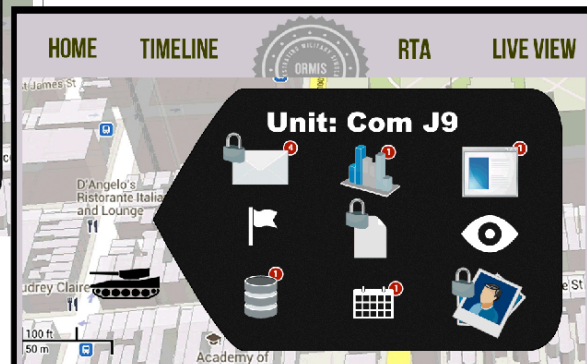 HOME TIMELINE RTA LIVE VIEW
ORMIS
t James St
Unit: Com J9
4
1
1
D'Angelo's
Ristorante Italia
and Lounge
udrey Claire
1
1
e St
100 ft
50 m
Academy of